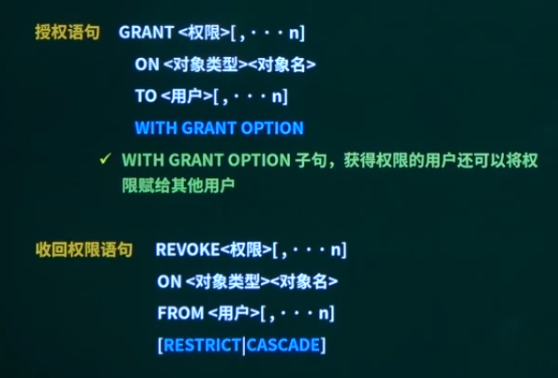 授权语句 GRANT <权限>[ , · · · n]
ON <对象类型><对象名>
TO <用户>[ , · · · n]
WITH GRANT OPTION
✓ WITH GRANT OPTION 子句，获得权限的用户还可以将权
限赋给其他用户
收回权限语句 REVOKE<权限>[ , · · · n]
ON <对象类型><对象名>
FROM <用户>[ , · · · n]
[RESTRICT|CASCADE]